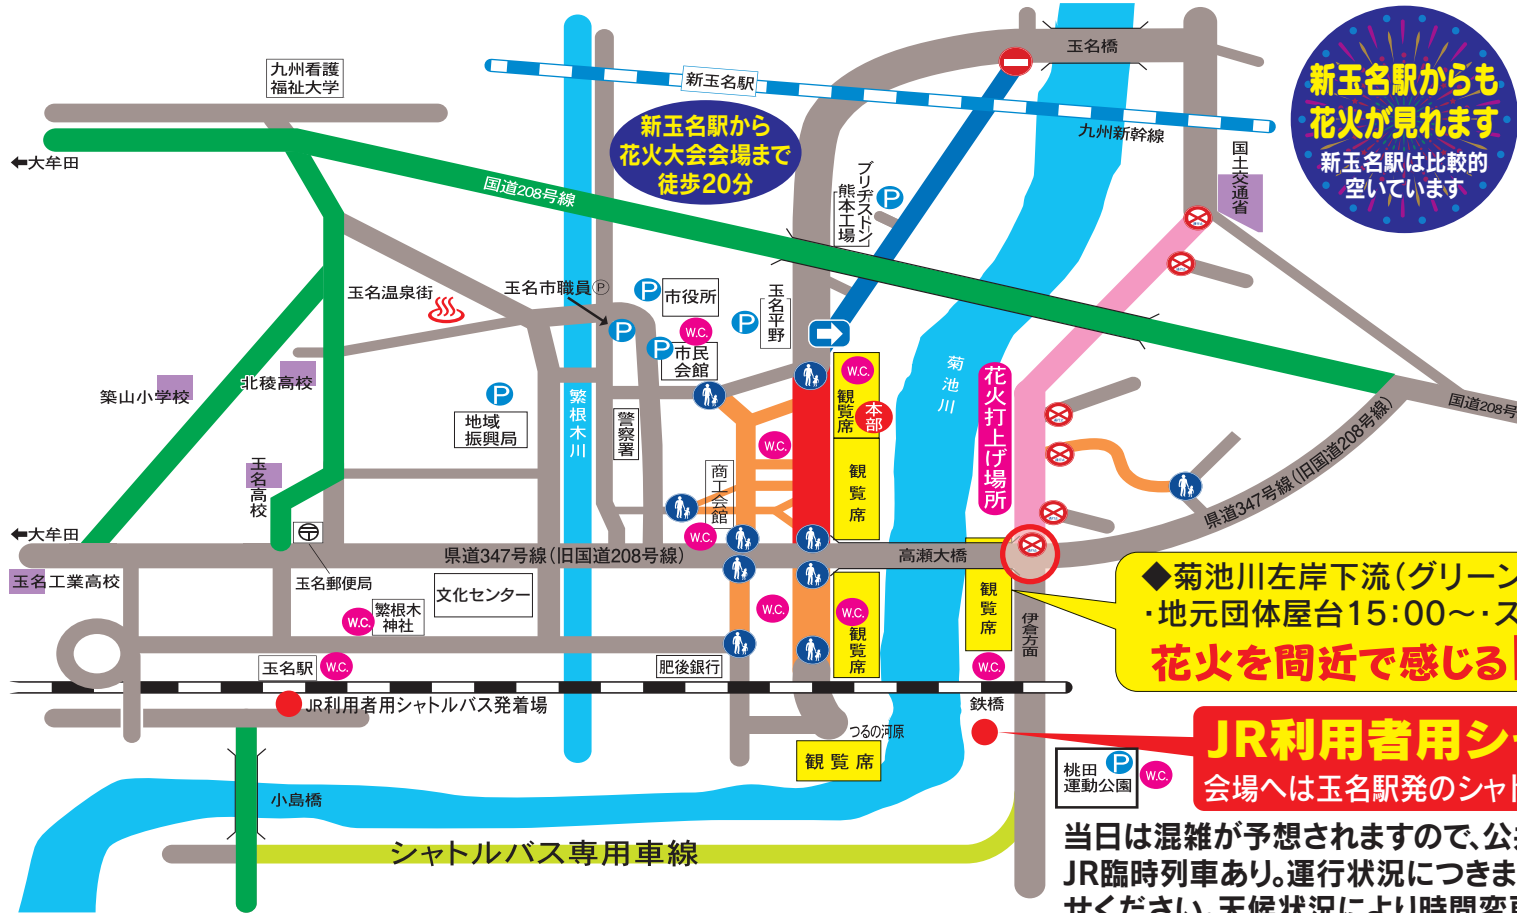 九州看護
福祉大学
←大牟田
国道208号線
新玉名駅
新玉名駅から
花火大会会場まで
徒歩20分
玉名橋
九州新幹線
新玉名駅からも
花火が見れます
新玉名駅は比較的
空いています
国土交通省
ブリヂストン
熊本工場
P
玉名温泉街
玉名市職員Ⓟ
P
P
市役所
W.C.
P
市民
会館
P
玉名平野
築山小学校
北稜高校
P
地域
振興局
繁根木川
警察署
W.C.
観覧席
本部
菊池川
花火打上げ場所
国道208号
W.C.
観覧席
商工会館
玉名高校
W.C.
←大牟田
県道347号線(旧国道208号線)
高瀬大橋
県道347号線(旧国道208号線)
玉名工業高校
玉名郵便局
文化センター
W.C.
繁根木
神社
W.C.
W.C.
観覧席
観覧席
伊倉方面
◆菊池川左岸下流(グリーン
・地元団体屋台15:00〜・ス
花火を間近で感じる
玉名駅
W.C.
肥後銀行
W.C.
JR利用者用シャトルバス発着場
鉄橋
つるの河原
観覧席
JR利用者用シャ
会場へは玉名駅発のシャト
桃田
運動公園
P
W.C.
小島橋
シャトルバス専用車線
当日は混雑が予想されますので、公共
JR臨時列車あり。運行状況につきま
せください。天候状況により時間変更